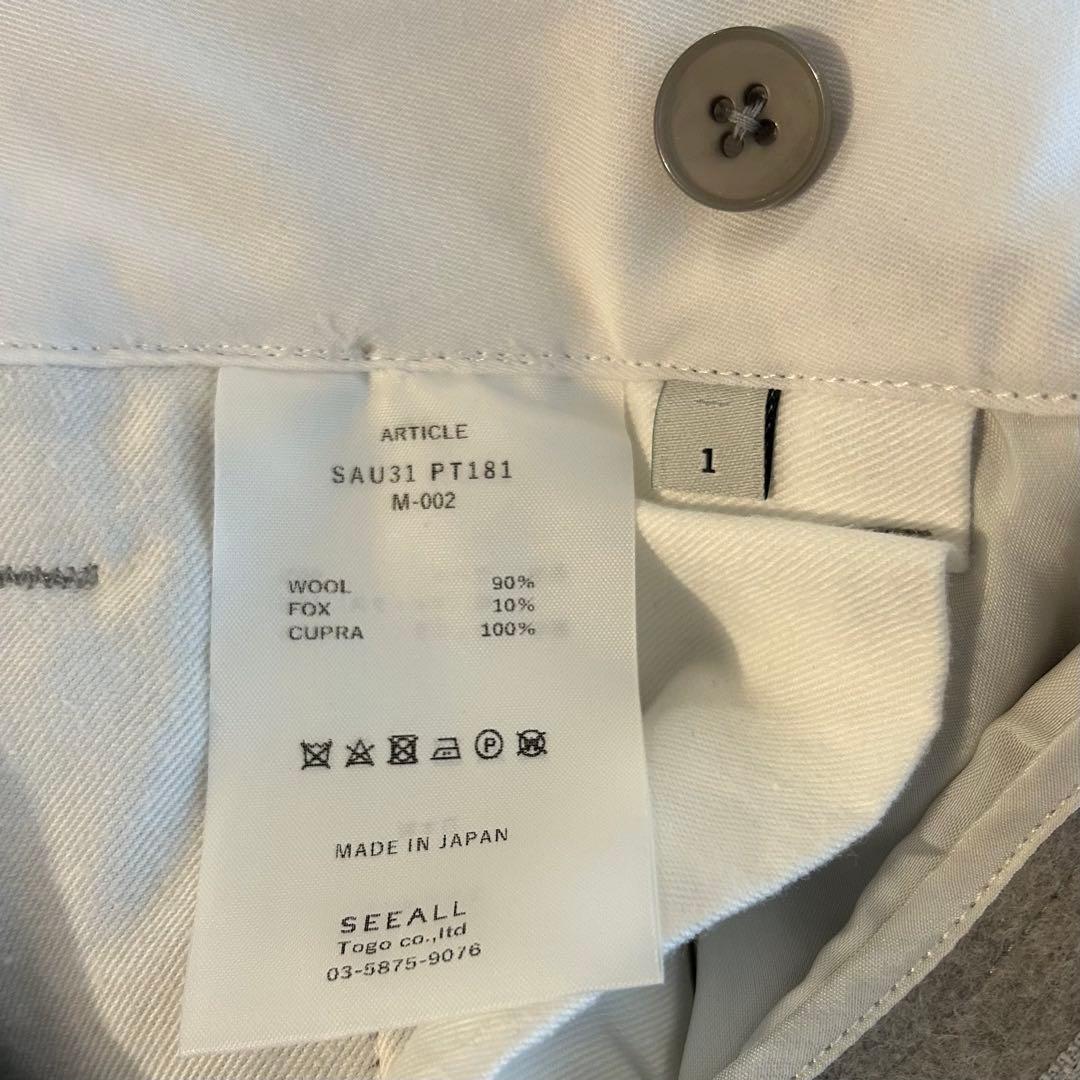 ARTICLE
SAU31 PT181
M-002
WOOL 90%
FOX 10%
CUPRA 100%
P W
MADE IN JAPAN
SEEALL
Togo co.,ltd
03-5875-9076
1